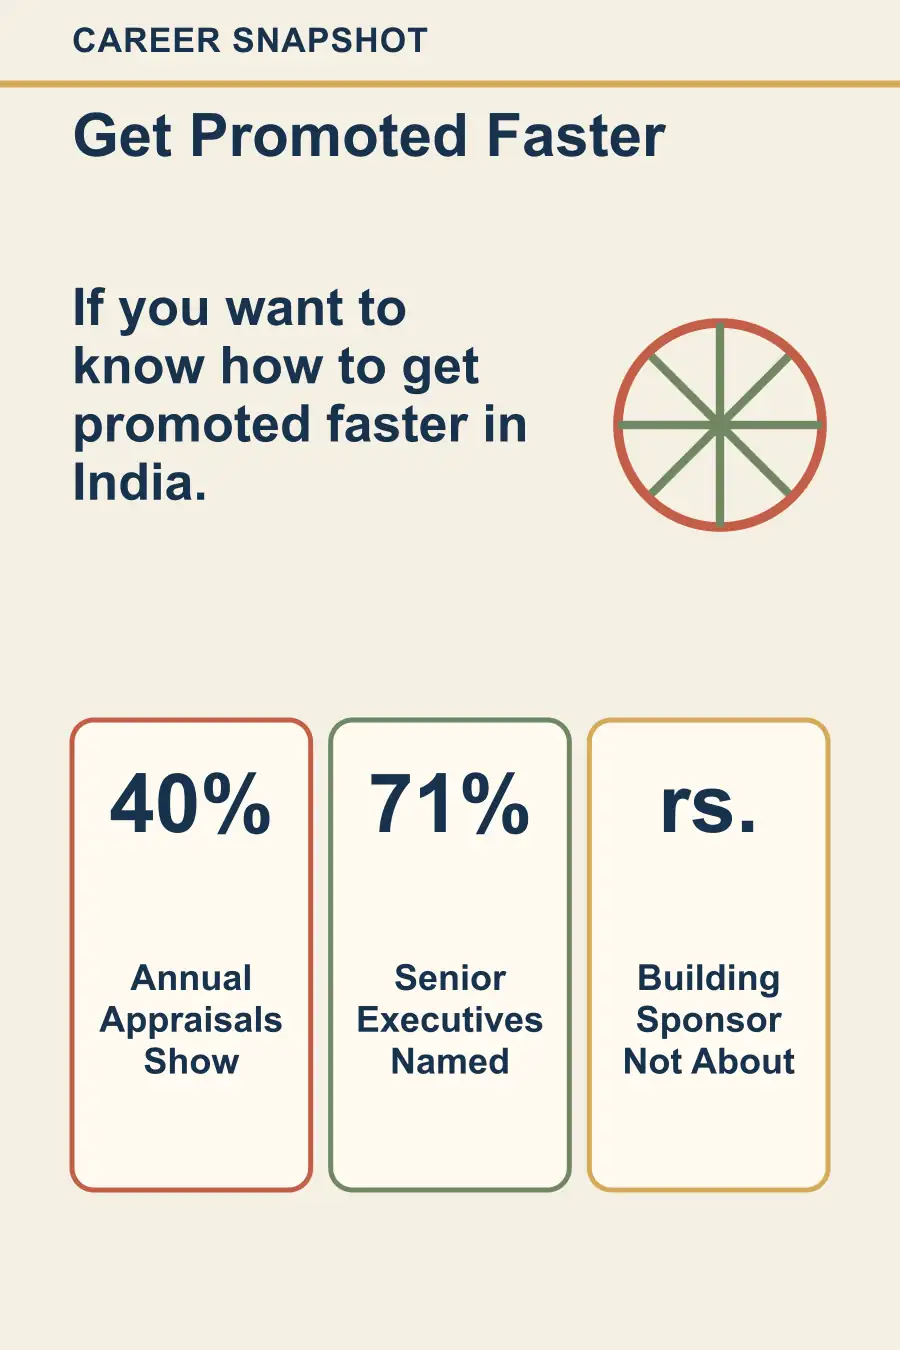 CAREER SNAPSHOT
Get Promoted Faster
If you want to
know how to get
promoted faster in
India.
40%
Annual
Appraisals
Show
71%
Senior
Executives
Named
rs.
Building
Sponsor
Not About